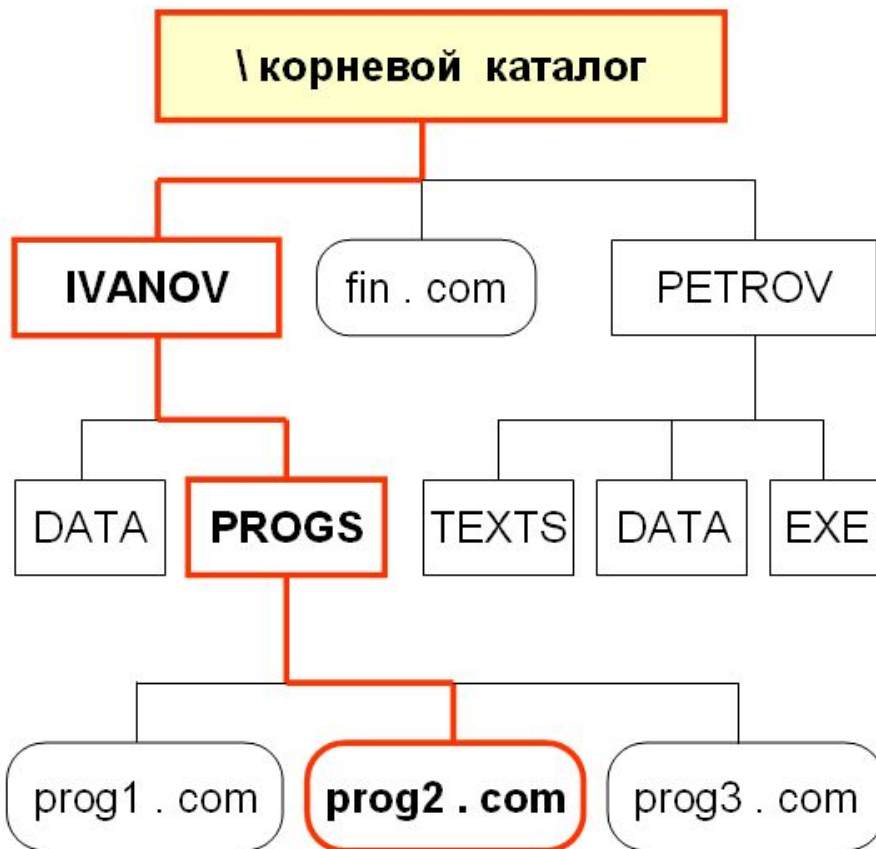 \ корневой каталог
IVANOV
fin . com
PETROV
DATA
PROGS
TEXTS
DATA
EXE
prog1 . com
prog2 . com
prog3 . com